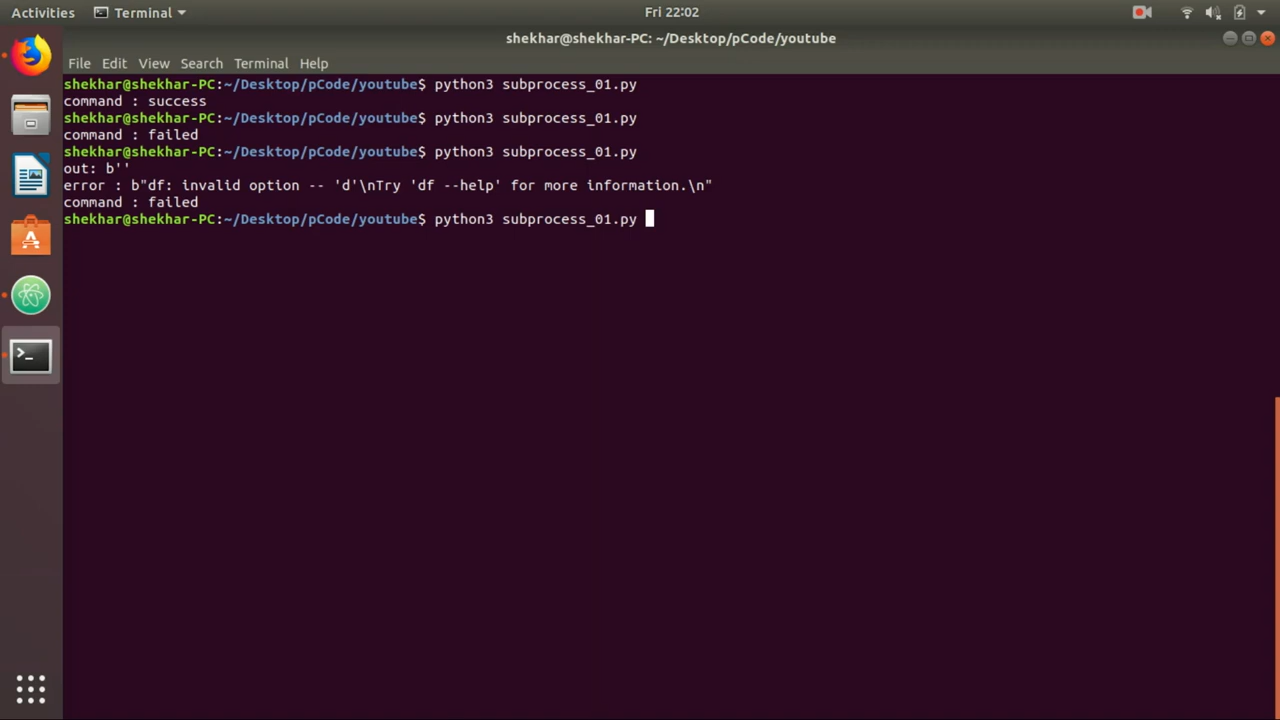 Activities Terminal Fri 22:02
shekhar@shekhar-PC: ~/Desktop/pCode/youtube
File Edit View Search Terminal Help
shekhar@shekhar-PC:~/Desktop/pCode/youtube$ python3 subprocess_01.py
command : success
shekhar@shekhar-PC:~/Desktop/pCode/youtube$ python3 subprocess_01.py
command : failed
shekhar@shekhar-PC:~/Desktop/pCode/youtube$ python3 subprocess_01.py
out: b''
error : b"df: invalid option -- 'd'\nTry 'df --help' for more information.\n"
command : failed
shekhar@shekhar-PC:~/Desktop/pCode/youtube$ python3 subprocess_01.py